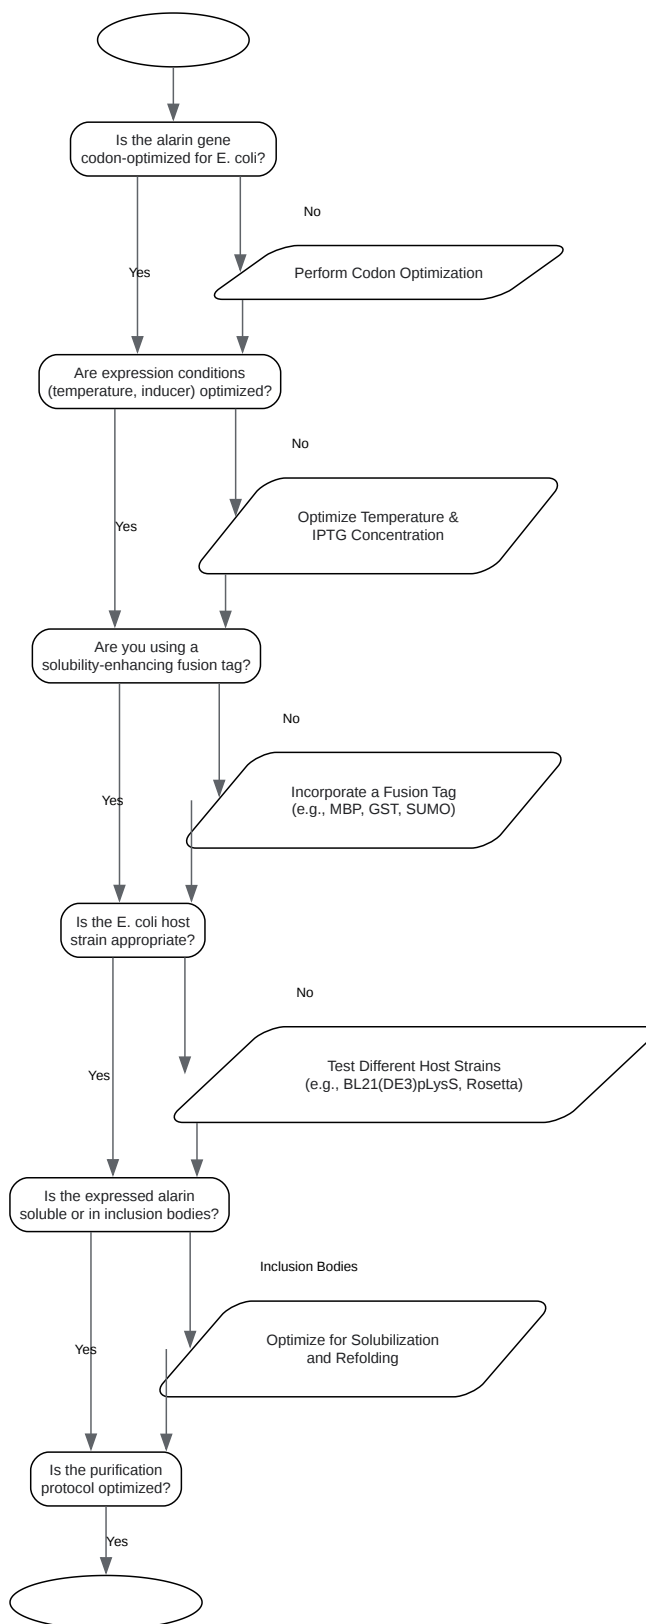 Is the alarin gene
codon-optimized for E. coli?
No
Yes
Perform Codon Optimization
Are expression conditions
(temperature, inducer) optimized?
No
Optimize Temperature &
IPTG Concentration
Yes
Are you using a
solubility-enhancing fusion tag?
No
Incorporate a Fusion Tag
(e.g., MBP, GST, SUMO)
Yes
Is the E. coli host
strain appropriate?
No
Test Different Host Strains
(e.g., BL21(DE3)pLysS, Rosetta)
Yes
Is the expressed alarin
soluble or in inclusion bodies?
Inclusion Bodies
Optimize for Solubilization
and Refolding
Yes
Is the purification
protocol optimized?
Yes